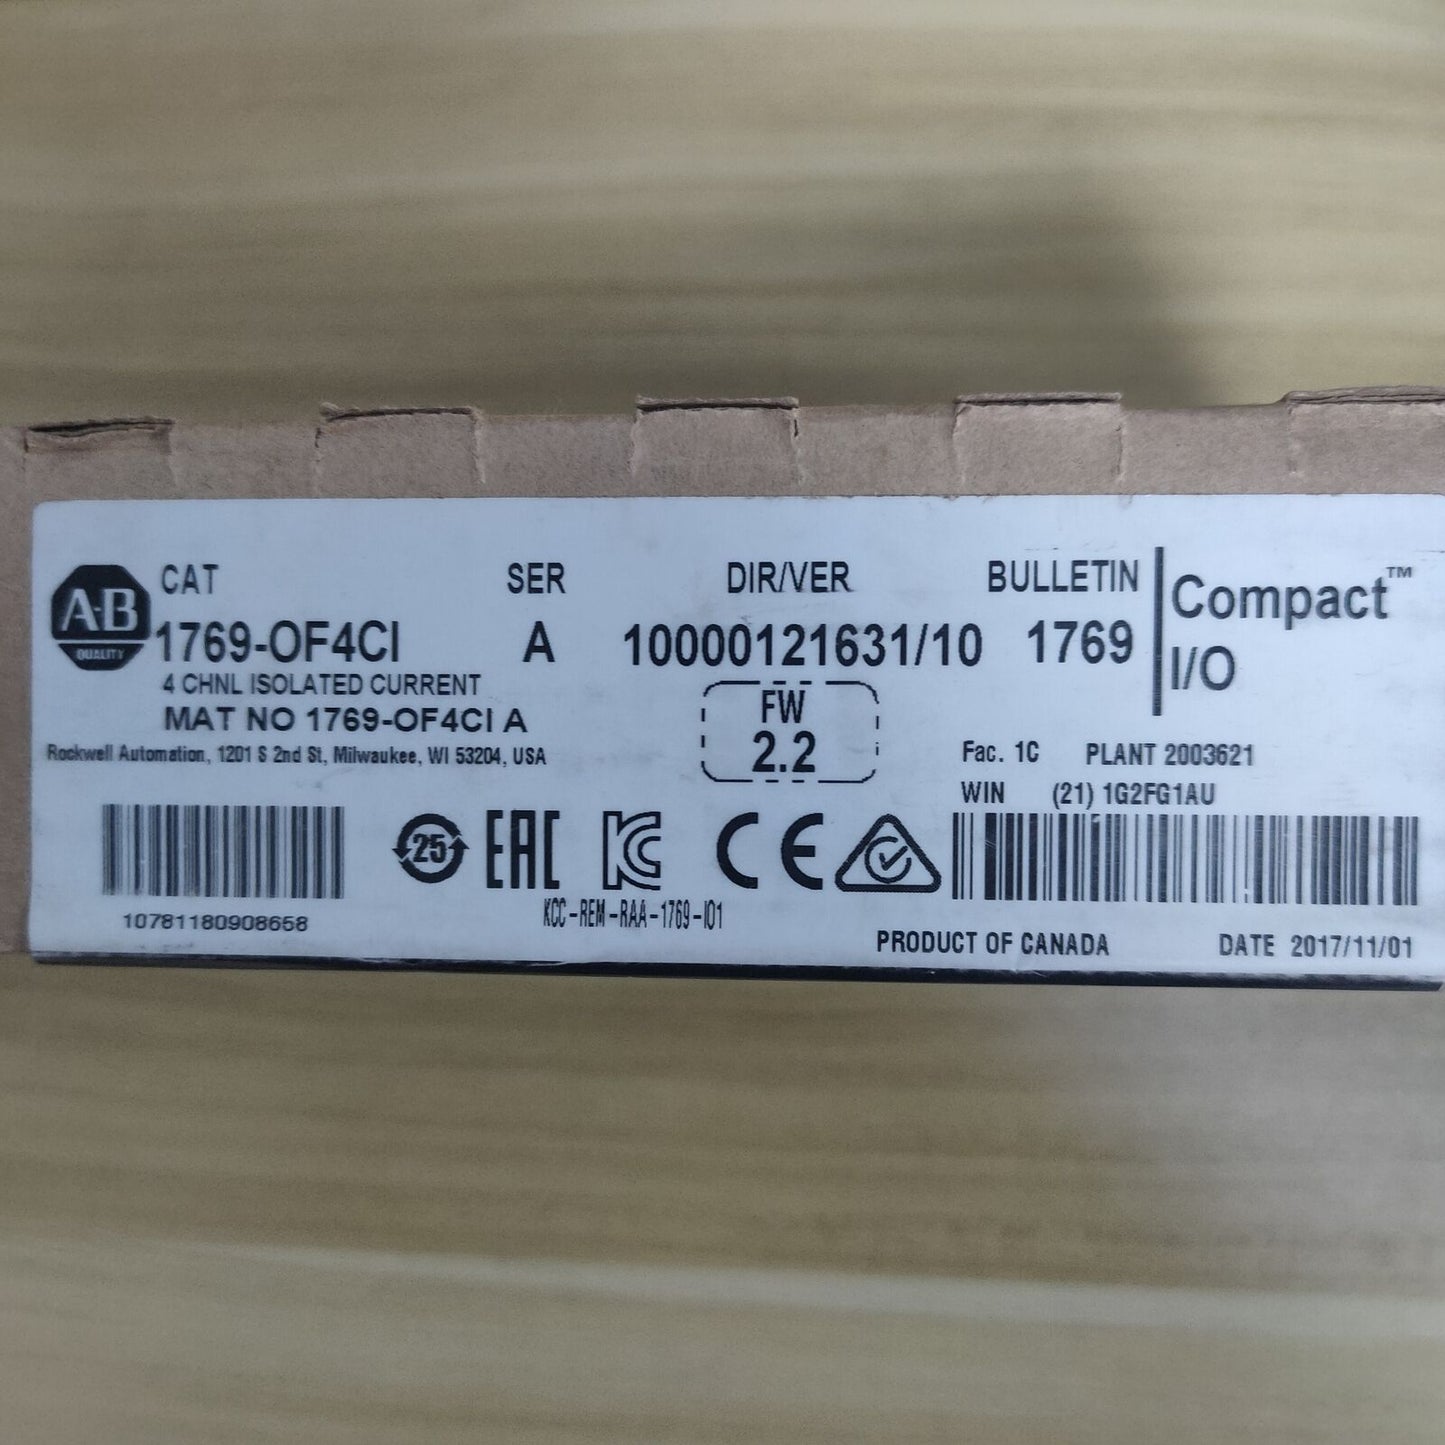 A-B
QUALITY
CAT SER DIR/VER BULLETIN
1769-OF4CI A 10000121631/10 1769
Compact™
I/O
4 CHNL ISOLATED CURRENT
MAT NO 1769-OF4CI A
Rockwell Automation, 1201 S 2nd St, Milwaukee, WI 53204, USA
FW
2.2
Fac. 1C PLANT 2003621
WIN (21) 1G2FG1AU
25 EAC KC CE
KCC-REM-RAA-1769-IO1
10781180908658
PRODUCT OF CANADA DATE 2017/11/01